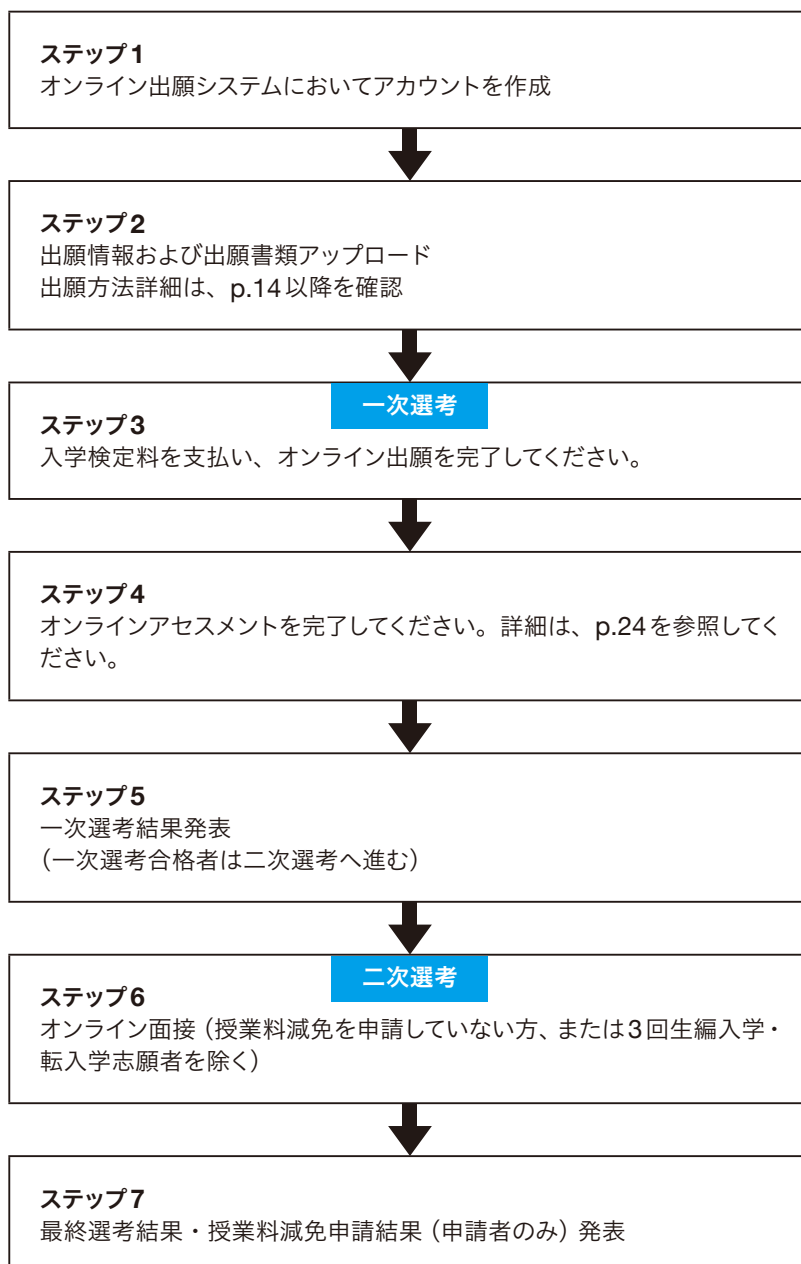 ステップ1
オンライン出願システムにおいてアカウントを作成
ステップ2
出願情報および出願書類アップロード
出願方法詳細は、p.14以降を確認
一次選考
ステップ3
入学検定料を支払い、オンライン出願を完了してください。
ステップ4
オンラインアセスメントを完了してください。詳細は、p.24を参照してく
ださい。
ステップ5
一次選考結果発表
（一次選考合格者は二次選考へ進む）
二次選考
ステップ6
オンライン面接（授業料減免を申請していない方、または3回生編入学・
転入学志願者を除く）
ステップ7
最終選考結果・授業料減免申請結果（申請者のみ）発表